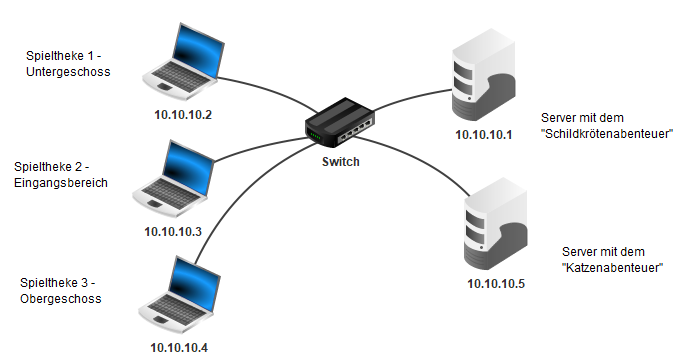 Spieltheke 1 -
Untergeschoss
10.10.10.2
Spieltheke 2 -
Eingangsbereich
10.10.10.3
Spieltheke 3 -
Obergeschoss
10.10.10.4
Switch
10.10.10.1
Server mit dem
"Schildkrötenabenteuer"
10.10.10.5
Server mit dem
"Katzenabenteuer"